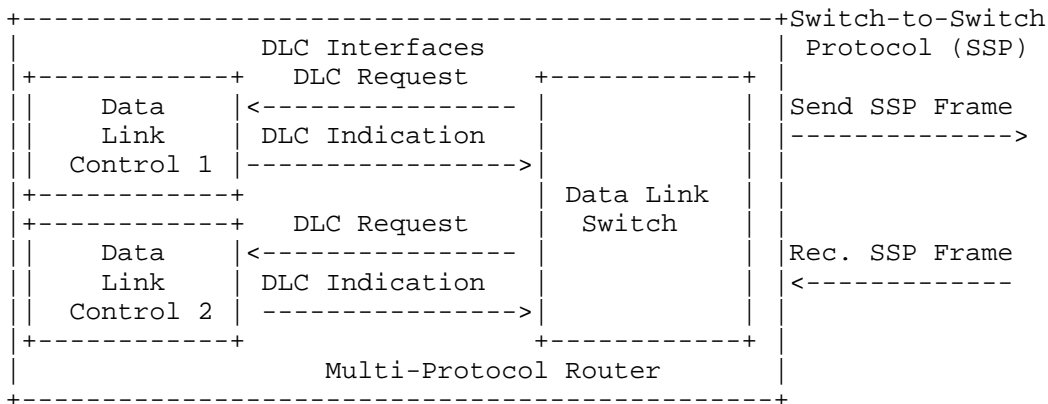 Switch-to-Switch
DLC Interfaces Protocol (SSP)
DLC Request
Data Send SSP Frame
Link DLC Indication
Control 1
Data Link
DLC Request Switch
Data Rec. SSP Frame
Link DLC Indication
Control 2
Multi-Protocol Router